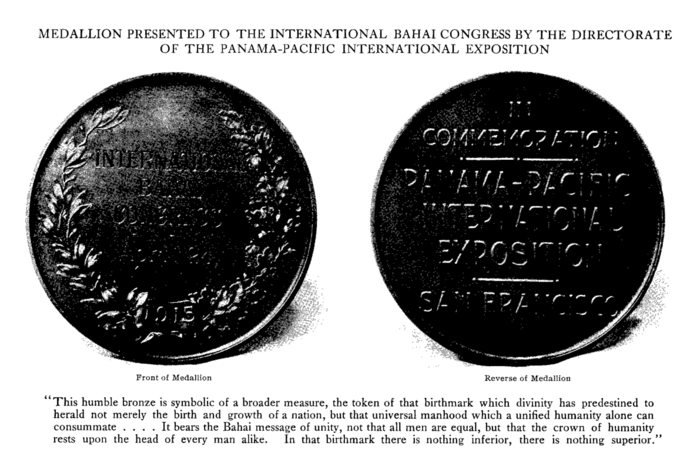 MEDALLION PRESENTED TO THE INTERNATIONAL BAHAI CONGRESS BY THE DIRECTORATE
OF THE PANAMA-PACIFIC INTERNATIONAL EXPOSITION
INTERNATIONAL
BAHAI
CONGRESS
1915
IN
COMMEMORATION
PANAMA-PACIFIC
INTERNATIONAL
EXPOSITION
SAN FRANCISCO
Front of Medallion
Reverse of Medallion
"This humble bronze is symbolic of a broader measure, the token of that birthmark which divinity has predestined to
herald not merely the birth and growth of a nation, but that universal manhood which a unified humanity alone can
consummate . . . . It bears the Bahai message of unity, not that all men are equal, but that the crown of humanity
rests upon the head of every man alike. In that birthmark there is nothing inferior, there is nothing superior."